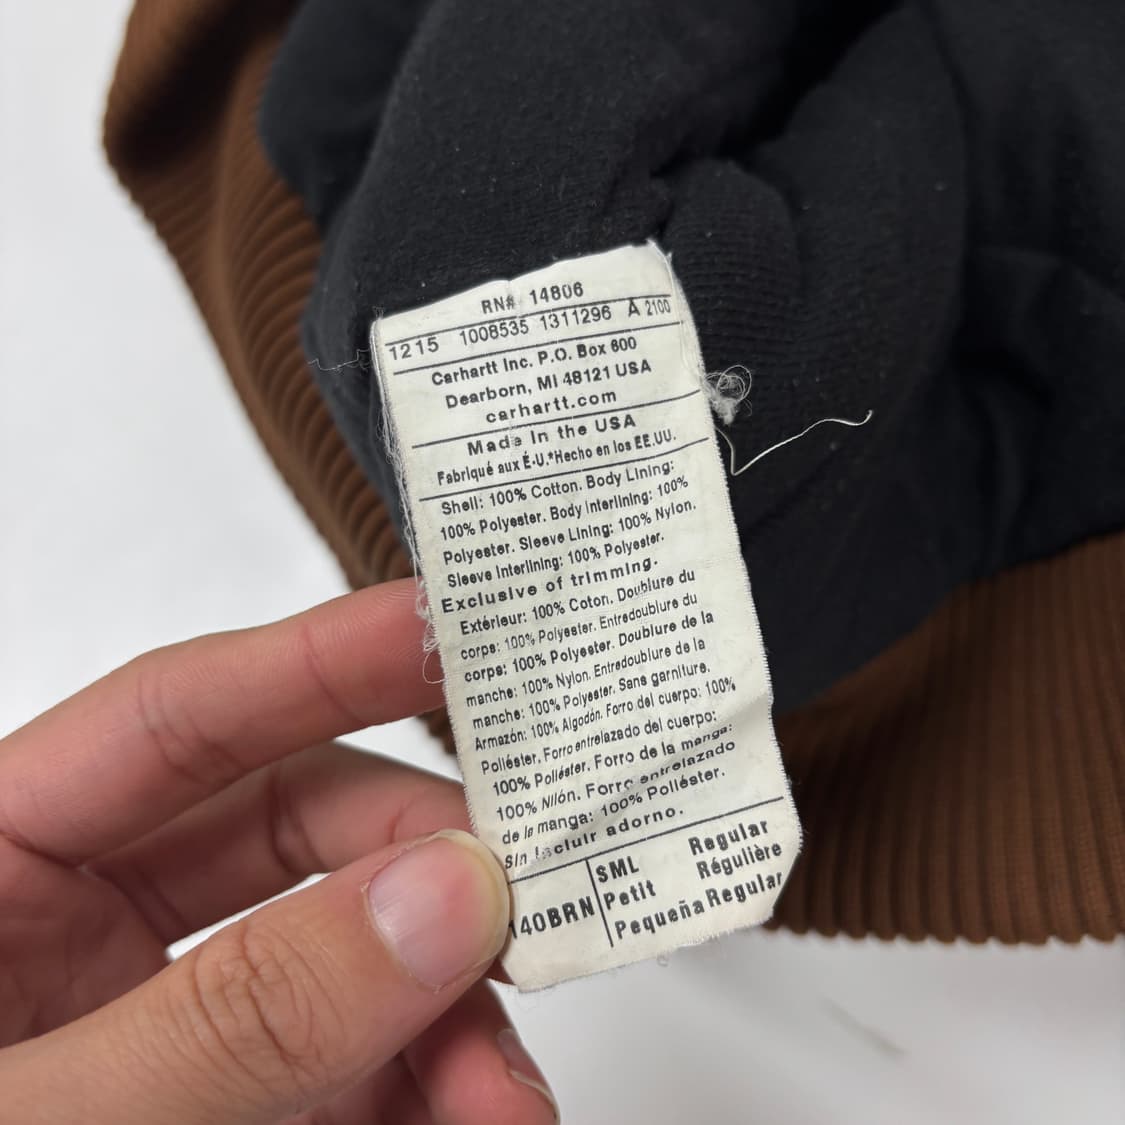 RN# 14806
1215 1008535 1311296 A 2100
Carhartt Inc. P.O. Box 600
Dearborn, MI 48121 USA
carhartt.com
Made in the USA
Fabriqué aux É-U.*Hecho en los EE.UU.
Shell: 100% Cotton. Body Lining:
100% Polyester. Body Interlining: 100%
Polyester. Sleeve Lining: 100% Nylon.
Sleeve Interlining: 100% Polyester.
Exclusive of trimming.
Extérieur: 100% Coton. Doublure du
corps: 100% Polyester. Entredoublure du
corps: 100% Polyester. Doublure de la
manche: 100% Nylon. Entredoublure de la
manche: 100% Polyester. Sans garniture.
Armazón: 100% Algodón. Forro del cuerpo: 100%
Poliéster. Forro entrelazado del cuerpo:
100% Poliéster. Forro de la manga:
100% Nilón. Forro entrelazado
de la manga: 100% Poliéster.
Sin incluir adorno.
140BRN
SML Regular
Petit Régulière
Pequeña Regular